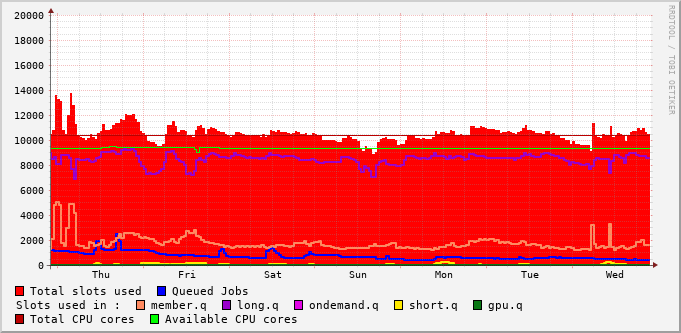 20000
18000
16000
14000
12000
10000
8000
6000
4000
2000
0
Thu Fri Sat Sun Mon Tue Wed
Total slots used Queued Jobs
Slots used in : member.q long.q ondemand.q short.q gpu.q
Total CPU cores Available CPU cores
RRDTOOL / TOBI OETIKER